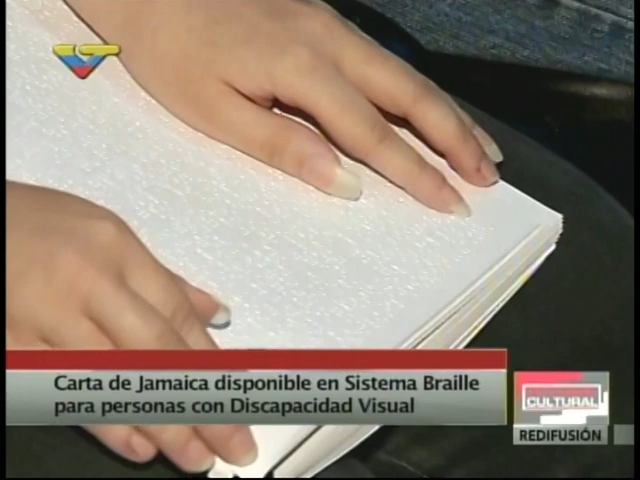 Carta de Jamaica disponible en Sistema Braille
para personas con Discapacidad Visual
CULTURAL
REDIFUSIÓN